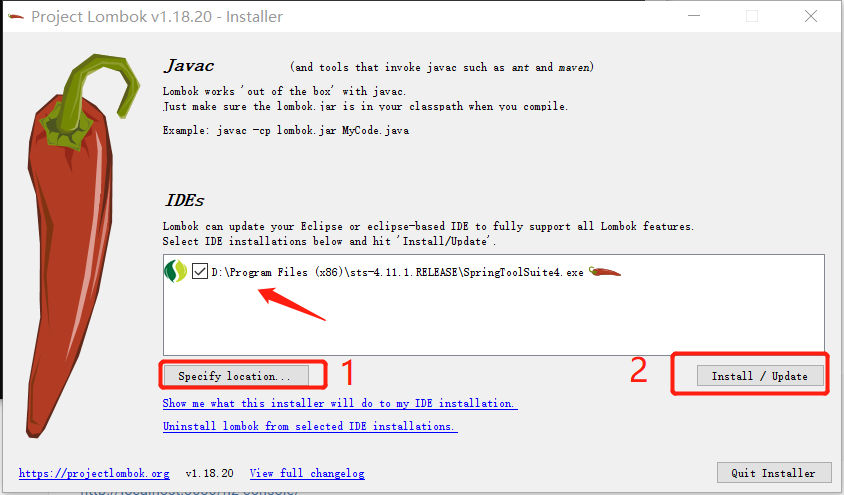 Project Lombok v1.18.20 - Installer
Javac (and tools that invoke javac such as ant and maven)
Lombok works 'out of the box' with javac.
Just make sure the lombok.jar is in your classpath when you compile.
Example: javac -cp lombok.jar MyCode.java
IDEs
Lombok can update your Eclipse or eclipse-based IDE to fully support all Lombok features.
Select IDE installations below and hit 'Install/Update'.
D:\Program Files (x86)\sts-4.11.1.RELEASE\SpringToolSuite4.exe
Specify location... 1 2 Install / Update
Show me what this installer will do to my IDE installation.
Uninstall lombok from selected IDE installations.
https://projectlombok.org v1.18.20 View full changelog Quit Installer